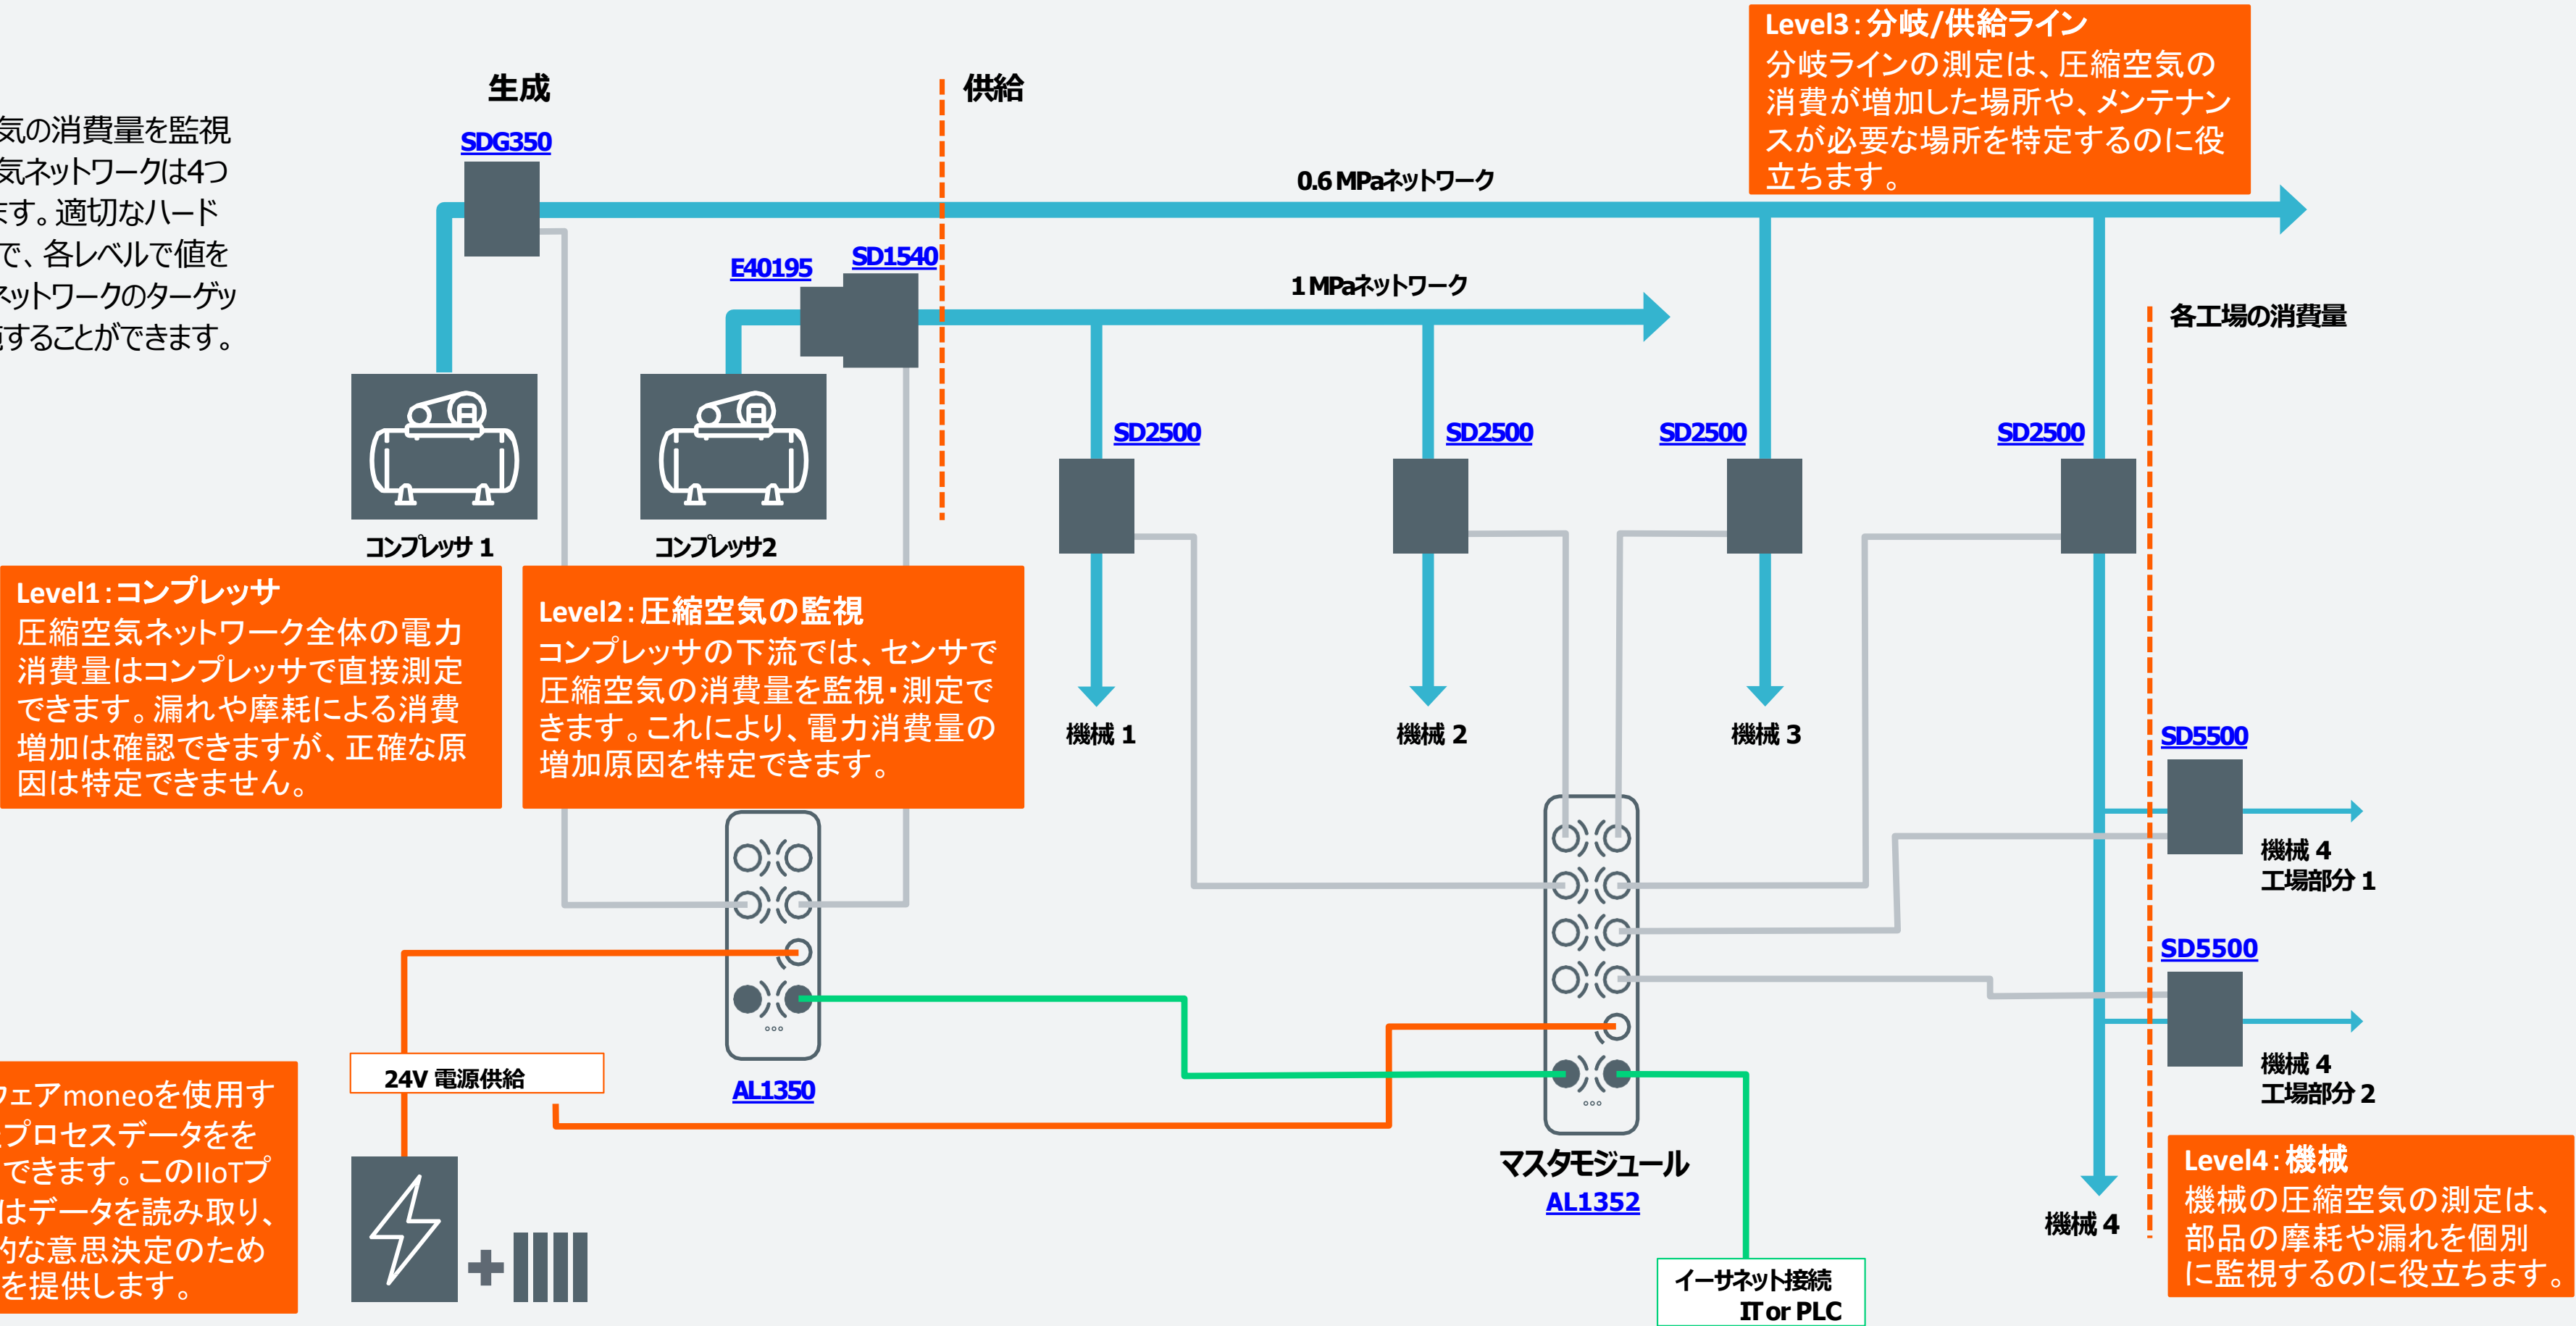 生成
供給
気の消費量を監視
気ネットワークは4つ
ます。適切なハード
で、各レベルで値を
ネットワークのターゲッ
施することができます。
SDG350
0.6 MPaネットワーク
Level3：分岐/供給ライン
分岐ラインの測定は、圧縮空気の
消費が増加した場所や、メンテナン
スが必要な場所を特定するのに役
立ちます。
E40195
SD1540
1 MPaネットワーク
各工場の消費量
SD2500
SD2500
SD2500
SD2500
コンプレッサ 1
コンプレッサ2
Level1：コンプレッサ
圧縮空気ネットワーク全体の電力
消費量はコンプレッサで直接測定
できます。漏れや摩耗による消費
増加は確認できますが、正確な原
因は特定できません。
Level2：圧縮空気の監視
コンプレッサの下流では、センサで
圧縮空気の消費量を監視・測定で
きます。これにより、電力消費量の
増加原因を特定できます。
機械 1
機械 2
機械 3
SD5500
機械 4
工場部分 1
SD5500
機械 4
工場部分 2
24V 電源供給
AL1350
ウェアmoneoを使用す
プロセスデータをを
できます。このIIoTプ
はデータを読み取り、
的な意思決定のため
を提供します。
マスタモジュール
AL1352
機械 4
Level4：機械
機械の圧縮空気の測定は、
部品の摩耗や漏れを個別
に監視するのに役立ちます。
イーサネット接続
IT or PLC